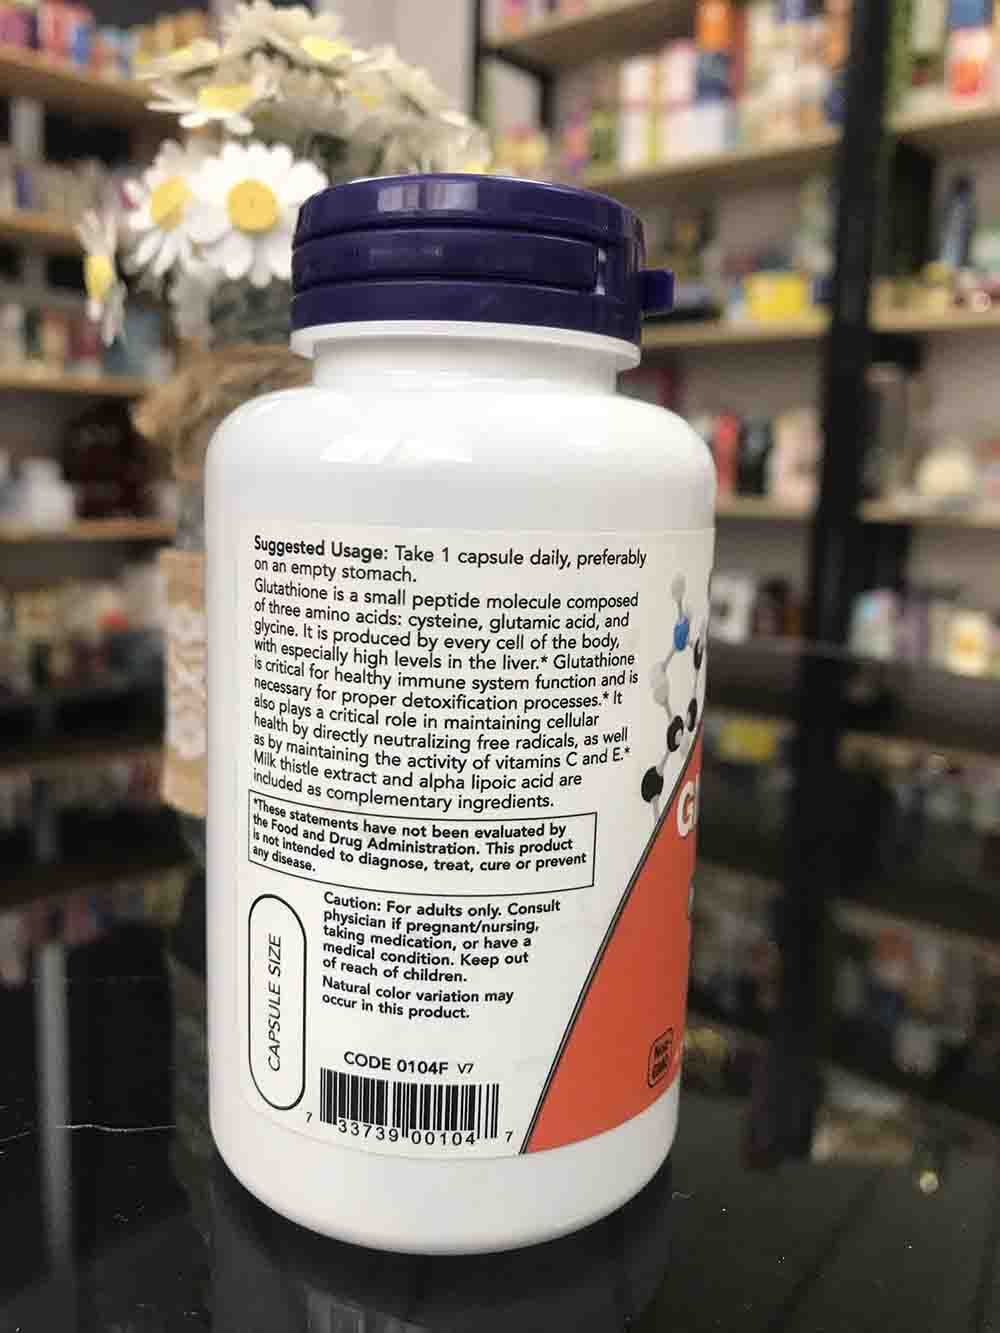 Suggested Usage: Take 1 capsule daily, preferably
on an empty stomach.
Glutathione is a small peptide molecule composed
of three amino acids: cysteine, glutamic acid, and
glycine. It is produced by every cell of the body,
with especially high levels in the liver.* Glutathione
is critical for healthy immune system function and is
necessary for proper detoxification processes.* It
also plays a critical role in maintaining cellular
health by directly neutralizing free radicals, as well
as by maintaining the activity of vitamins C and E.*
Milk thistle extract and alpha lipoic acid are
included as complementary ingredients.
*These statements have not been evaluated by
the Food and Drug Administration. This product
is not intended to diagnose, treat, cure or prevent
any disease.
CAPSULE SIZE
Caution: For adults only. Consult
physician if pregnant/nursing,
taking medication, or have a
medical condition. Keep out
of reach of children.
Natural color variation may
occur in this product.
CODE 0104F V7
7 33739 00104 7
Non-
GMO